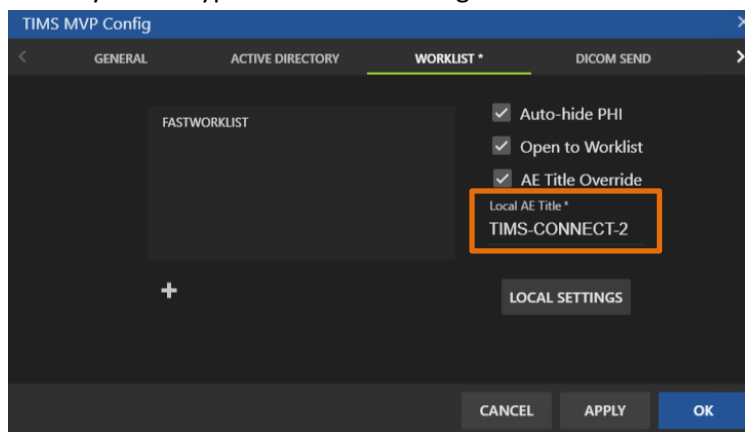 TIMS MVP Config
GENERAL ACTIVE DIRECTORY WORKLIST * DICOM SEND
FASTWORKLIST
Auto-hide PHI
Open to Worklist
AE Title Override
Local AE Title *
TIMS-CONNECT-2
LOCAL SETTINGS
CANCEL APPLY OK